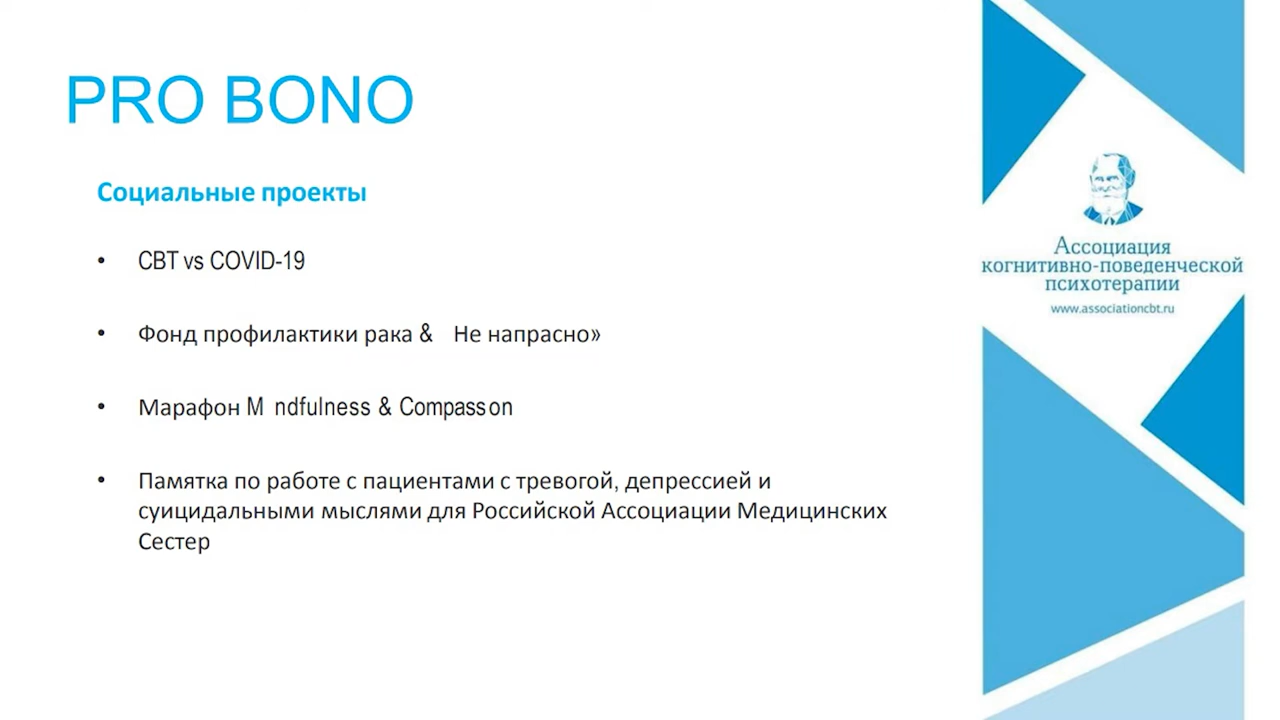 PRO BONO
Социальные проекты
• CBT vs COVID-19
• Фонд профилактики рака & Не напрасно»
• Марафон M ndfulness & Compass on
• Памятка по работе с пациентами с тревогой, депрессией и
суицидальными мыслями для Российской Ассоциации Медицинских
Сестер
Ассоциация
когнитивно-поведенческой
психотерапии
www.associationcbt.ru